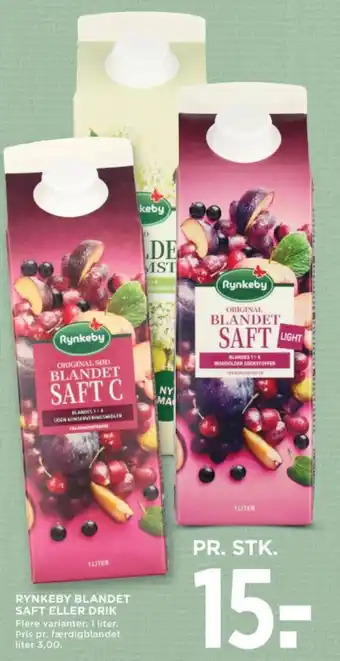 keby
LDE
MST
NY
SMA
Rynkeby
ORIGINAL
BLANDET
SAFT
LIGHT
BLANDES 1+4
INDEHOLDER SØDESTOFFER
1 LITER
Rynkeby
ORIGINAL SØD
BLANDET
SAFT C
BLANDES 1+4
UDEN KONSERVERINGSMIDLER
1 LITER
PR. STK.
15.-
RYNKEBY BLANDET
SAFT ELLER DRIK
Flere varianter. 1 liter.
Pris pr. færdigblandet
liter 3,00.